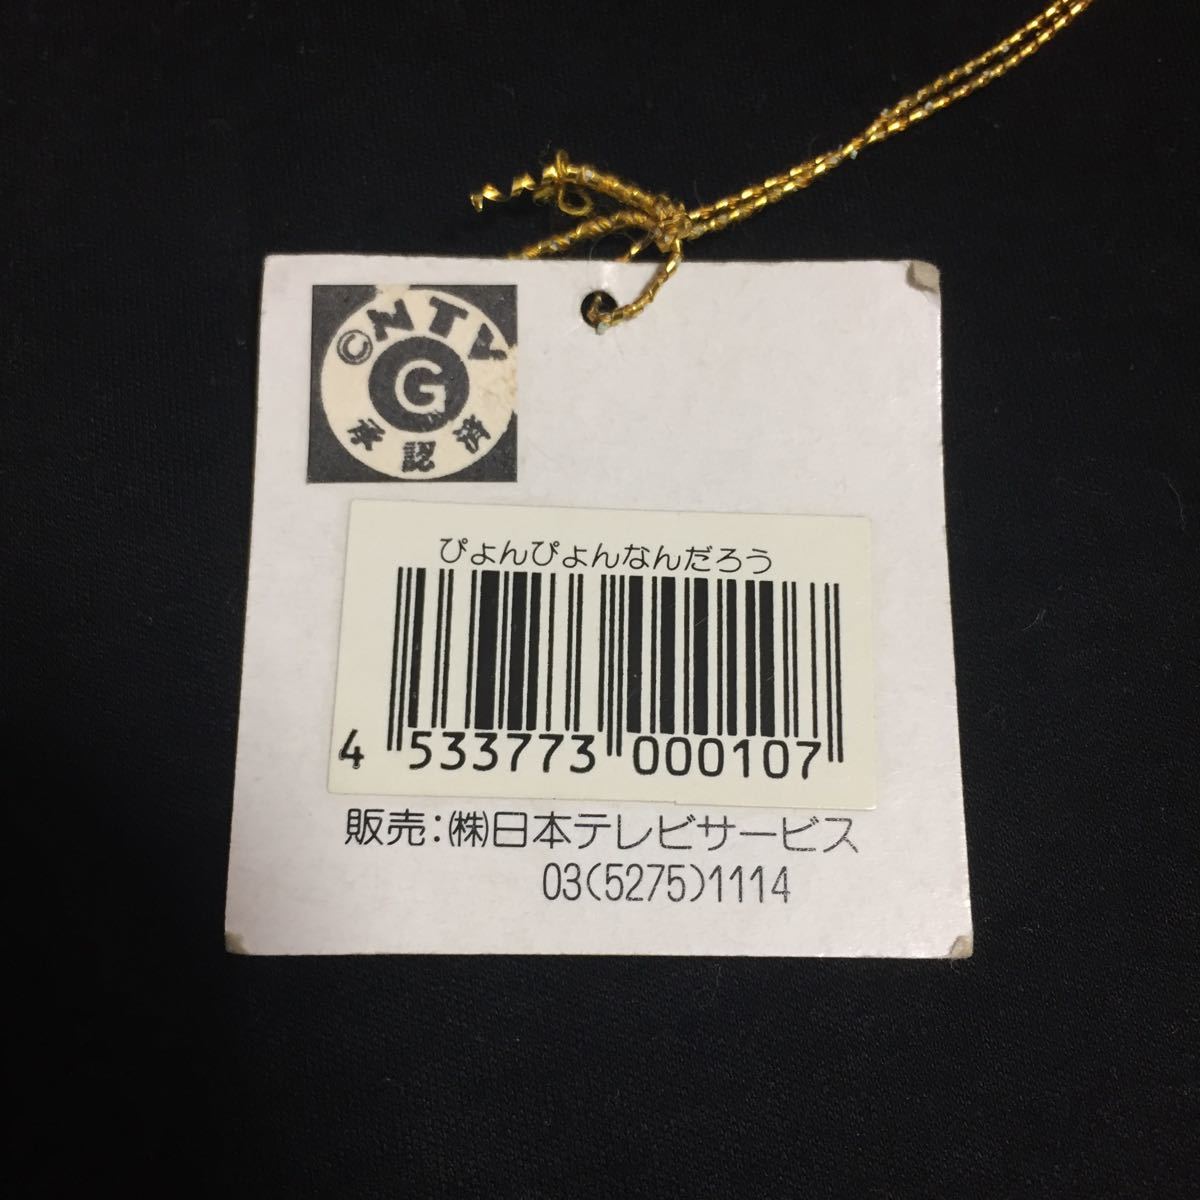 ©NTV
G
承認済
ぴょんぴょんなんだろう
4 533773 000107
販売:㈱日本テレビサービス
03(5275)1114